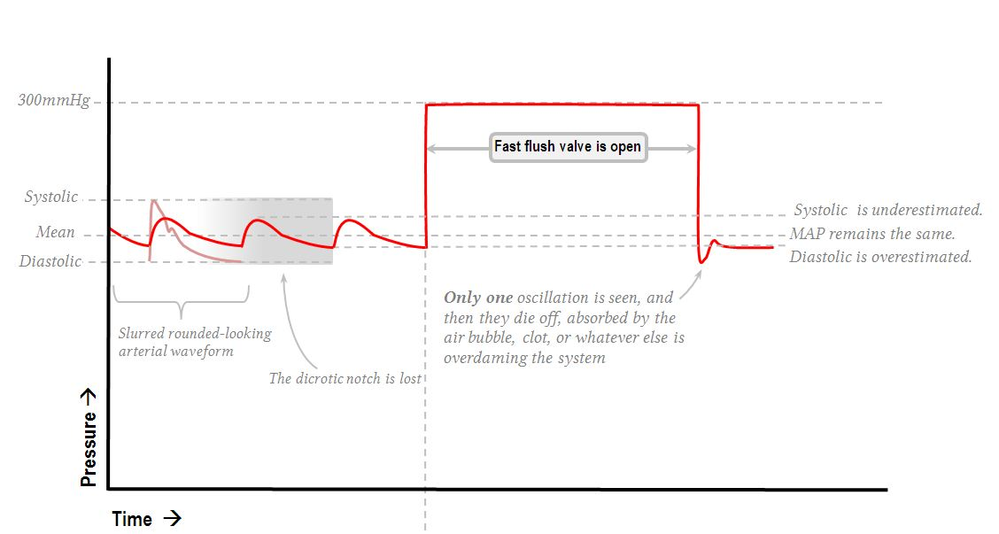 300mmHg
Fast flush valve is open
Systolic
Systolic is underestimated.
Mean
MAP remains the same.
Diastolic
Diastolic is overestimated.
Only one oscillation is seen, and
then they die off, absorbed by the
air bubble, clot, or whatever else is
overdaming the system
Slurred rounded-looking
arterial waveform
The dicrotic notch is lost
Pressure →
Time →